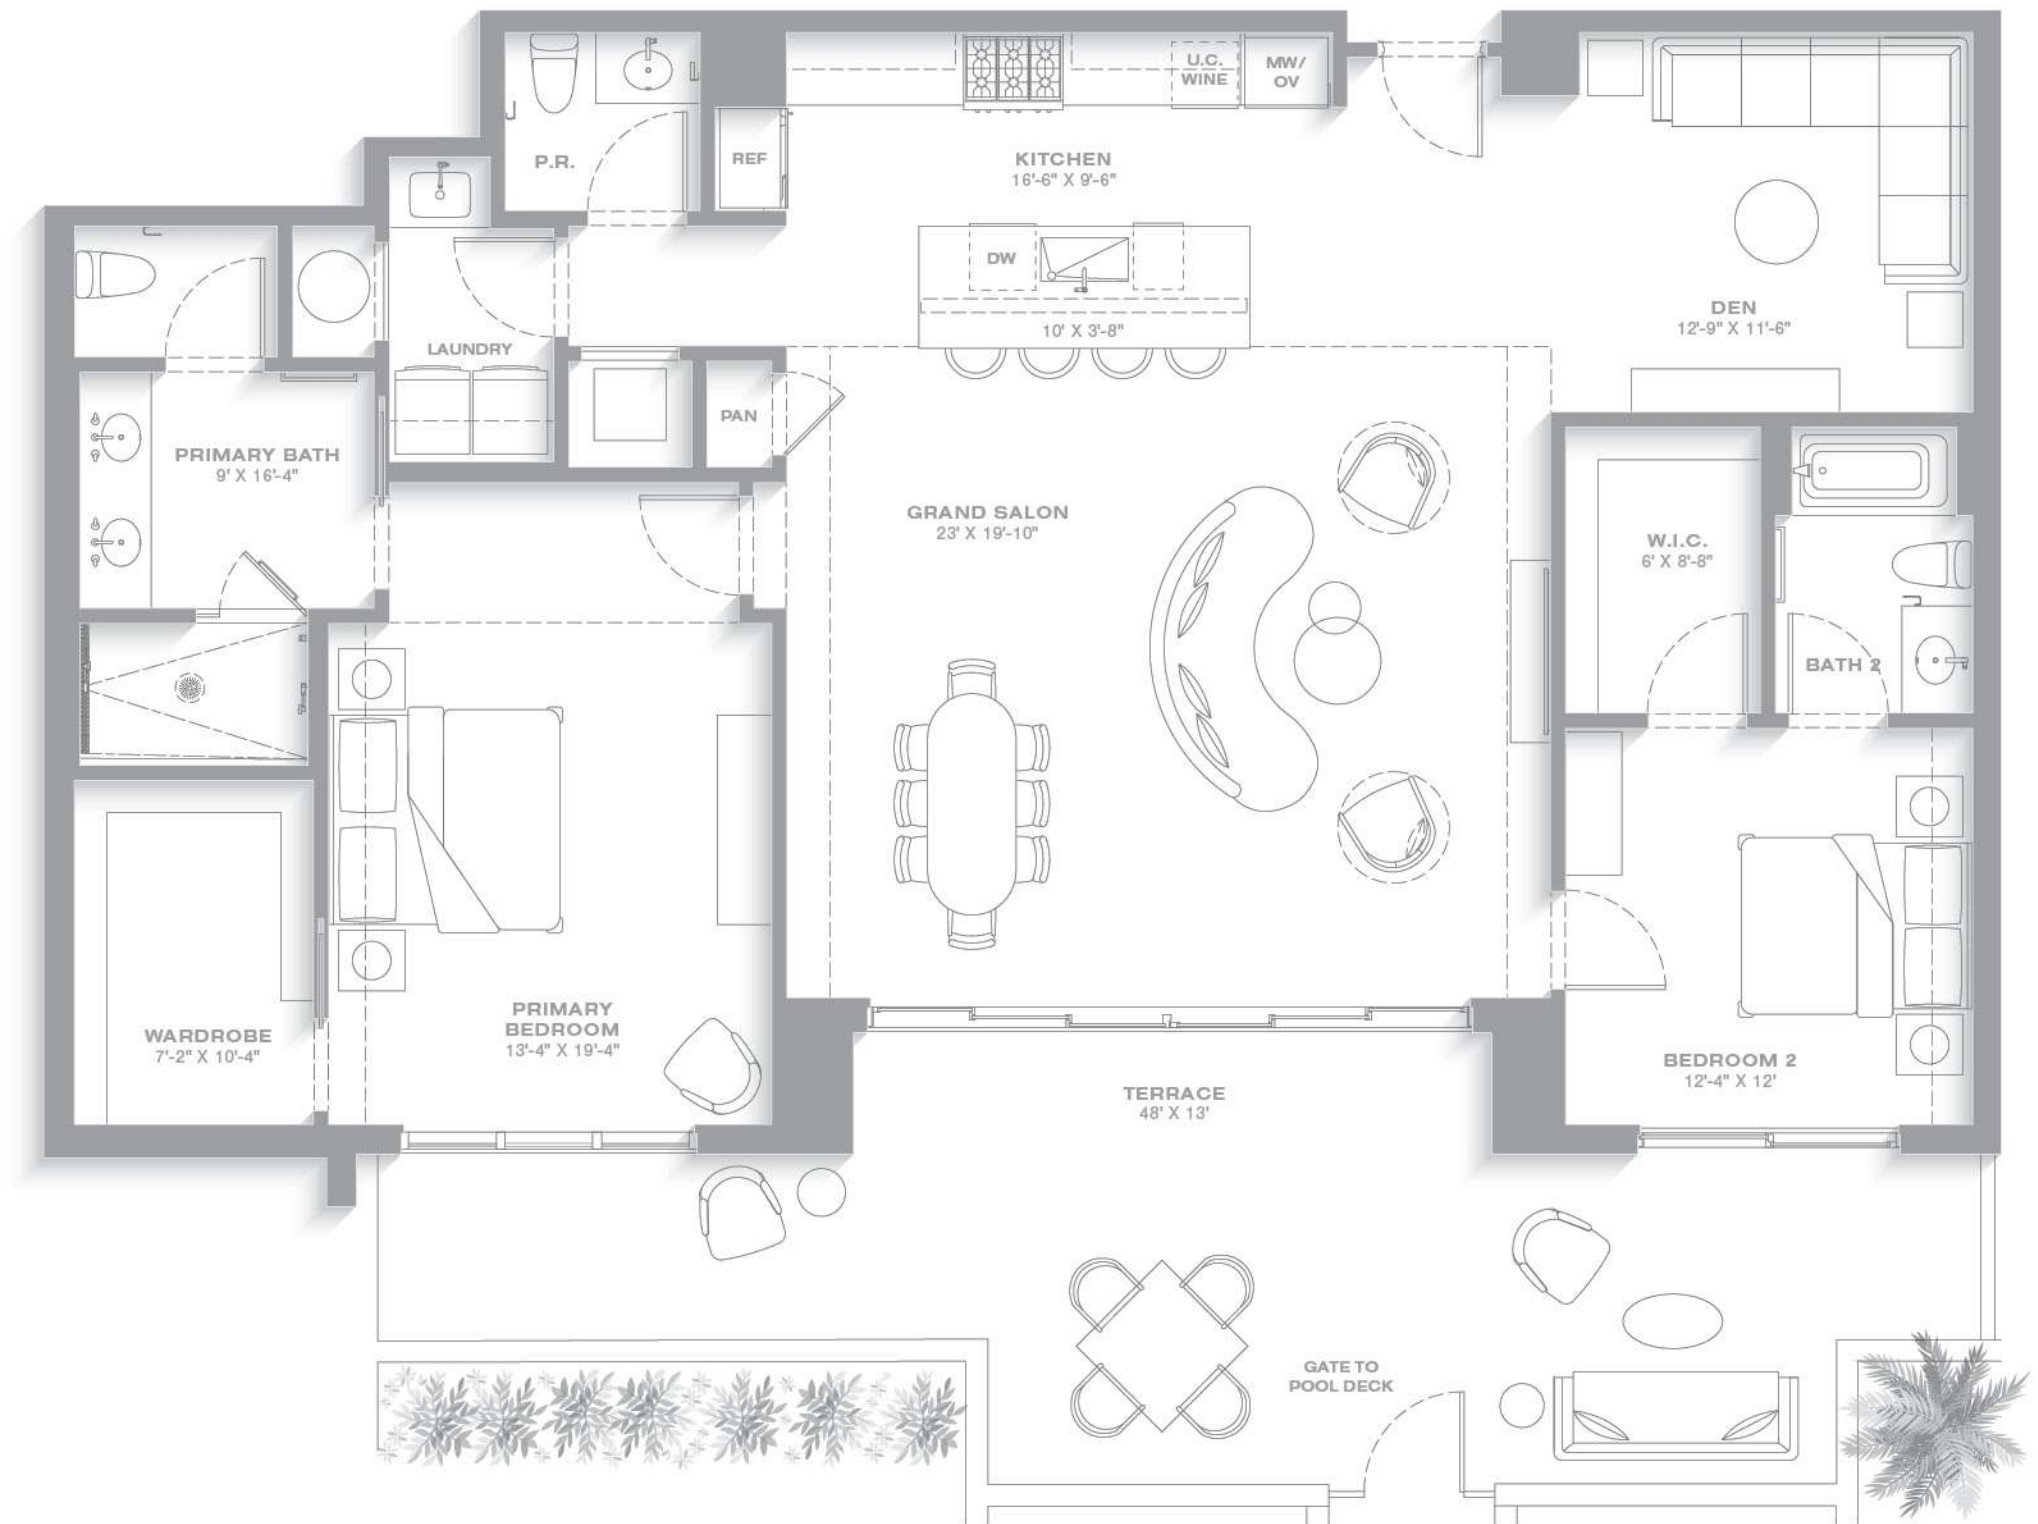 U.C.
WINE
MW/
OV
P.R.
REF
KITCHEN
16'-6" X 9'-6"
DW
10' X 3'-8"
DEN
12'-9" X 11'-6"
LAUNDRY
PAN
PRIMARY BATH
9' X 16'-4"
GRAND SALON
23' X 19'-10"
W.I.C.
6' X 8'-8"
BATH 2
WARDROBE
7'-2" X 10'-4"
PRIMARY
BEDROOM
13'-4" X 19'-4"
BEDROOM 2
12'-4" X 12'
TERRACE
48' X 13'
GATE TO
POOL DECK